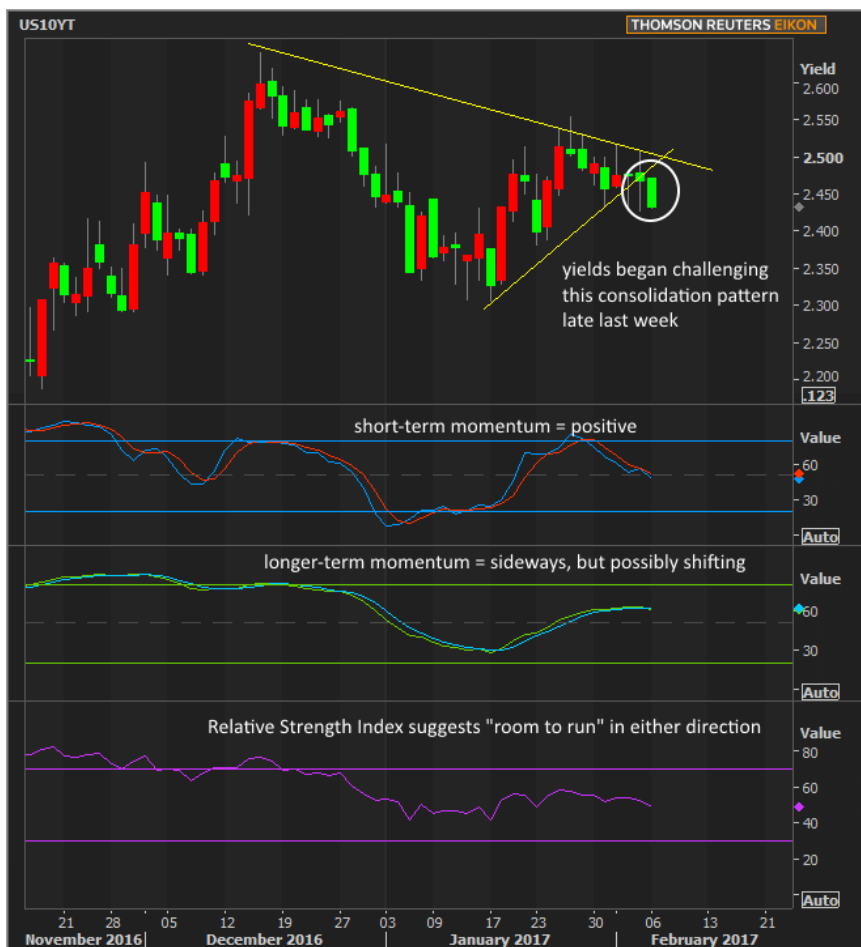 US10YT
THOMSON REUTERS EIKON
Yield
2.600
2.550
2.500
2.450
2.400
2.350
2.300
2.250
2.200
.123
yields began challenging
this consolidation pattern
late last week
short-term momentum = positive
Value
60
30
Auto
longer-term momentum = sideways, but possibly shifting
Value
60
30
Auto
Relative Strength Index suggests "room to run" in either direction
Value
80
60
40
20
Auto
21 28 05 12 19 27 03 09 17 23 30 06 13 21
November 2016 December 2016 January 2017 February 2017